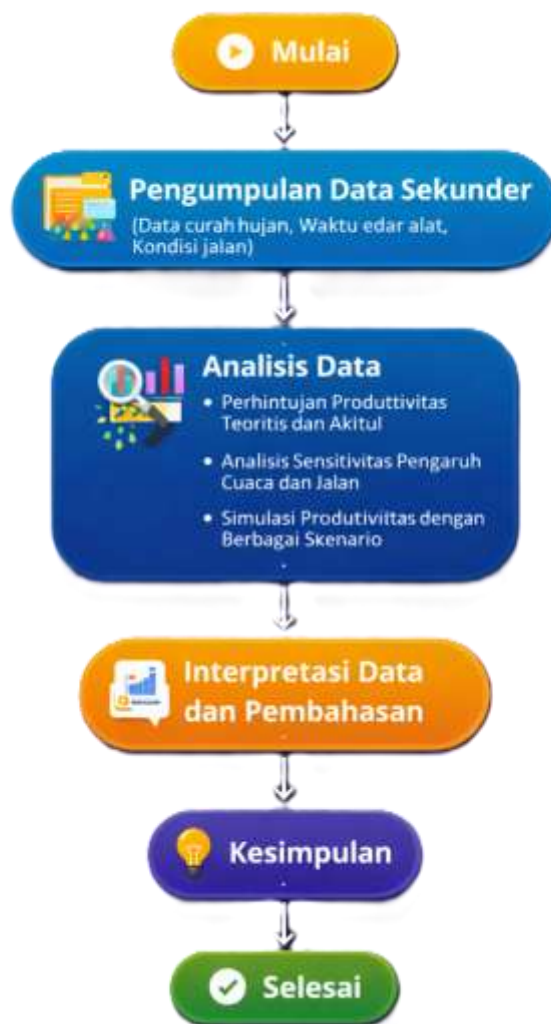 Mulai
Pengumpulan Data Sekunder
(Data curah hujan, Waktu edar alat,
Kondisi jalan)
Analisis Data
• Perhintujan Produttivitas
Teoritis dan Akitul
• Analisis Sensitivitas Pengaruh
Cuaca dan Jalan
• Simulasi Produtivittas dengan
Berbagai Skenario
Interpretasi Data
dan Pembahasan
Kesimpulan
Selesai